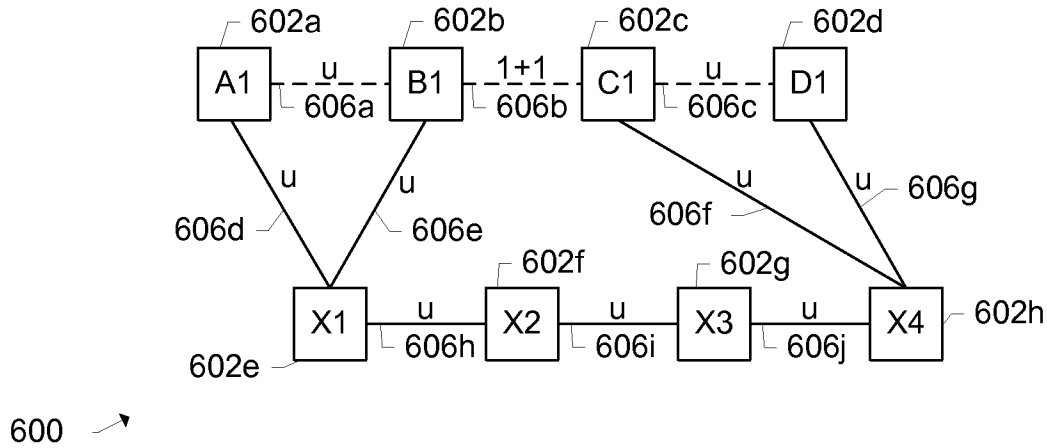 602a 602b 602c 602d
A1 u B1 1+1 C1 u D1
606a 606b 606c
u u u u 606g
606d 606e 606f
602f 602g
X1 u X2 u X3 u X4 602h
606h 606i 606j
602e
600